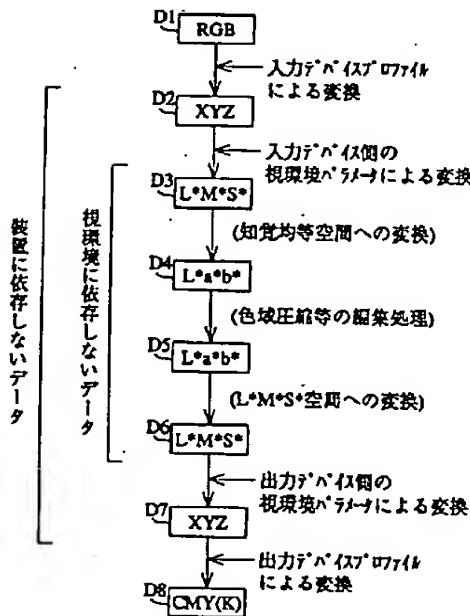 D1
RGB
入力デバイスプロファイル
による変換
D2
XYZ
入力デバイス側の
視環境パラメータによる変換
D3
L*M*S*
(知覚均等空間への変換)
D4
L*a*b*
(色域圧縮等の編集処理)
D5
L*a*b*
(L*M*S*空間への変換)
D6
L*M*S*
出力デバイス側の
視環境パラメータによる変換
D7
XYZ
出力デバイスプロファイル
による変換
D8
CMY(K)
装置に依存しないデータ
視環境に依存しないデータ